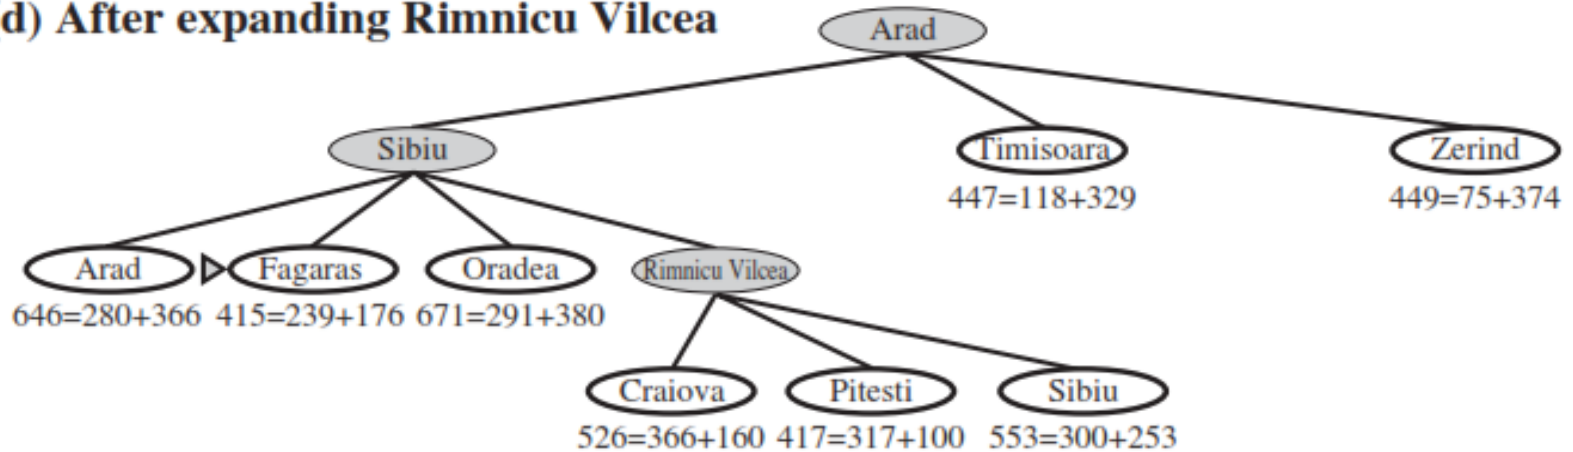 d) After expanding Rimnicu Vilcea
Arad
Sibiu
Timisoara
Zerind
447=118+329
449=75+374
Arad
Fagaras
Oradea
Rimnicu Vilcea
646=280+366
415=239+176
671=291+380
Craiova
Pitesti
Sibiu
526=366+160
417=317+100
553=300+253